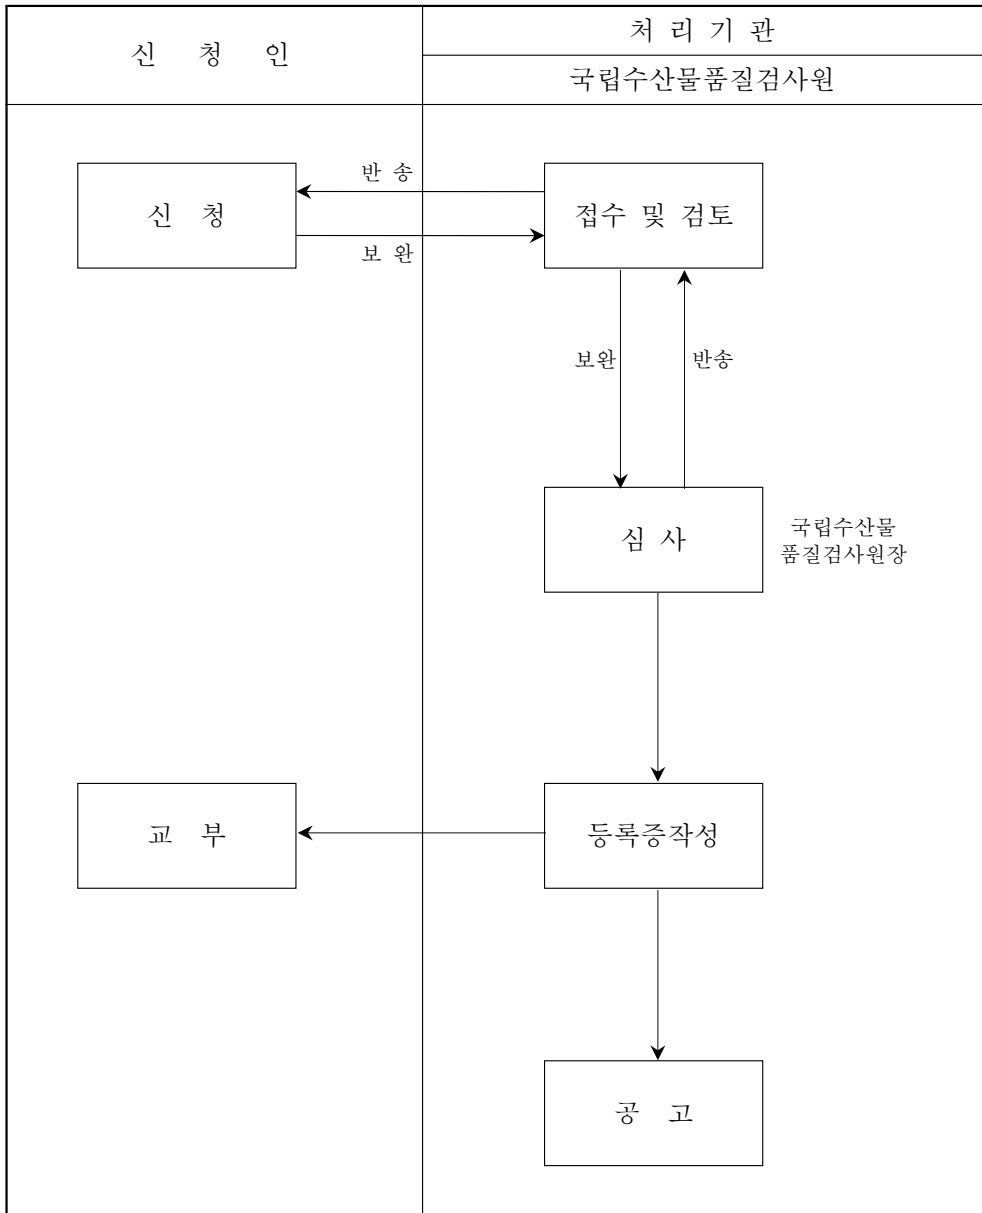 신 청 인
처 리 기 관
국립수산물품질검사원
반 송
신 청
접수 및 검토
보 완
보완
반송
심 사
국립수산물
품질검사원장
교 부
등록증작성
공 고